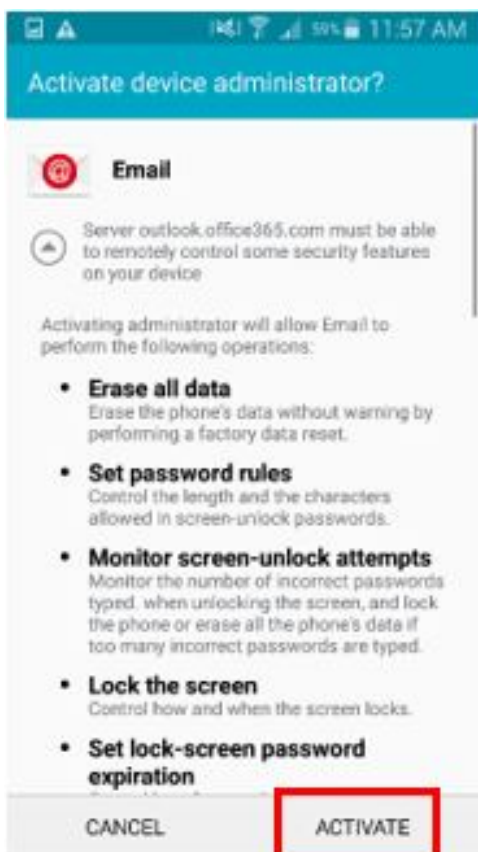 59% 11:57 AM
Activate device administrator?
Email
Server outlook.office365.com must be able
to remotely control some security features
on your device
Activating administrator will allow Email to
perform the following operations:
• Erase all data
Erase the phone's data without warning by
performing a factory data reset.
• Set password rules
Control the length and the characters
allowed in screen-unlock passwords.
• Monitor screen-unlock attempts
Monitor the number of incorrect passwords
typed. when unlocking the screen, and lock
the phone or erase all the phone's data if
too many incorrect passwords are typed.
• Lock the screen
Control how and when the screen locks.
• Set lock-screen password
expiration
CANCEL ACTIVATE